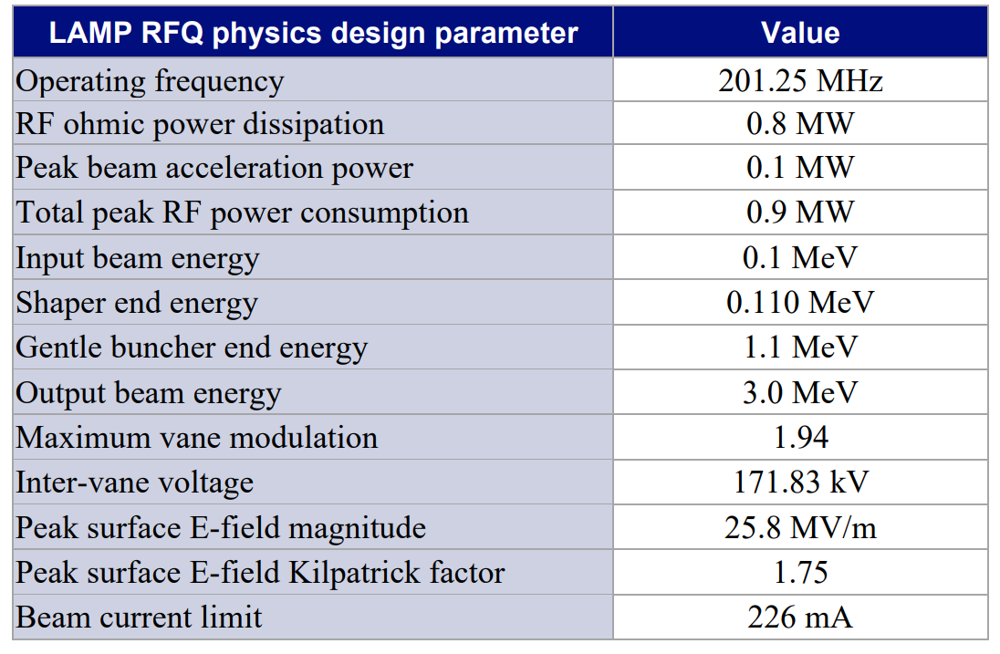 LAMP RFQ physics design parameter Value
Operating frequency 201.25 MHz
RF ohmic power dissipation 0.8 MW
Peak beam acceleration power 0.1 MW
Total peak RF power consumption 0.9 MW
Input beam energy 0.1 MeV
Shaper end energy 0.110 MeV
Gentle buncher end energy 1.1 MeV
Output beam energy 3.0 MeV
Maximum vane modulation 1.94
Inter-vane voltage 171.83 kV
Peak surface E-field magnitude 25.8 MV/m
Peak surface E-field Kilpatrick factor 1.75
Beam current limit 226 mA